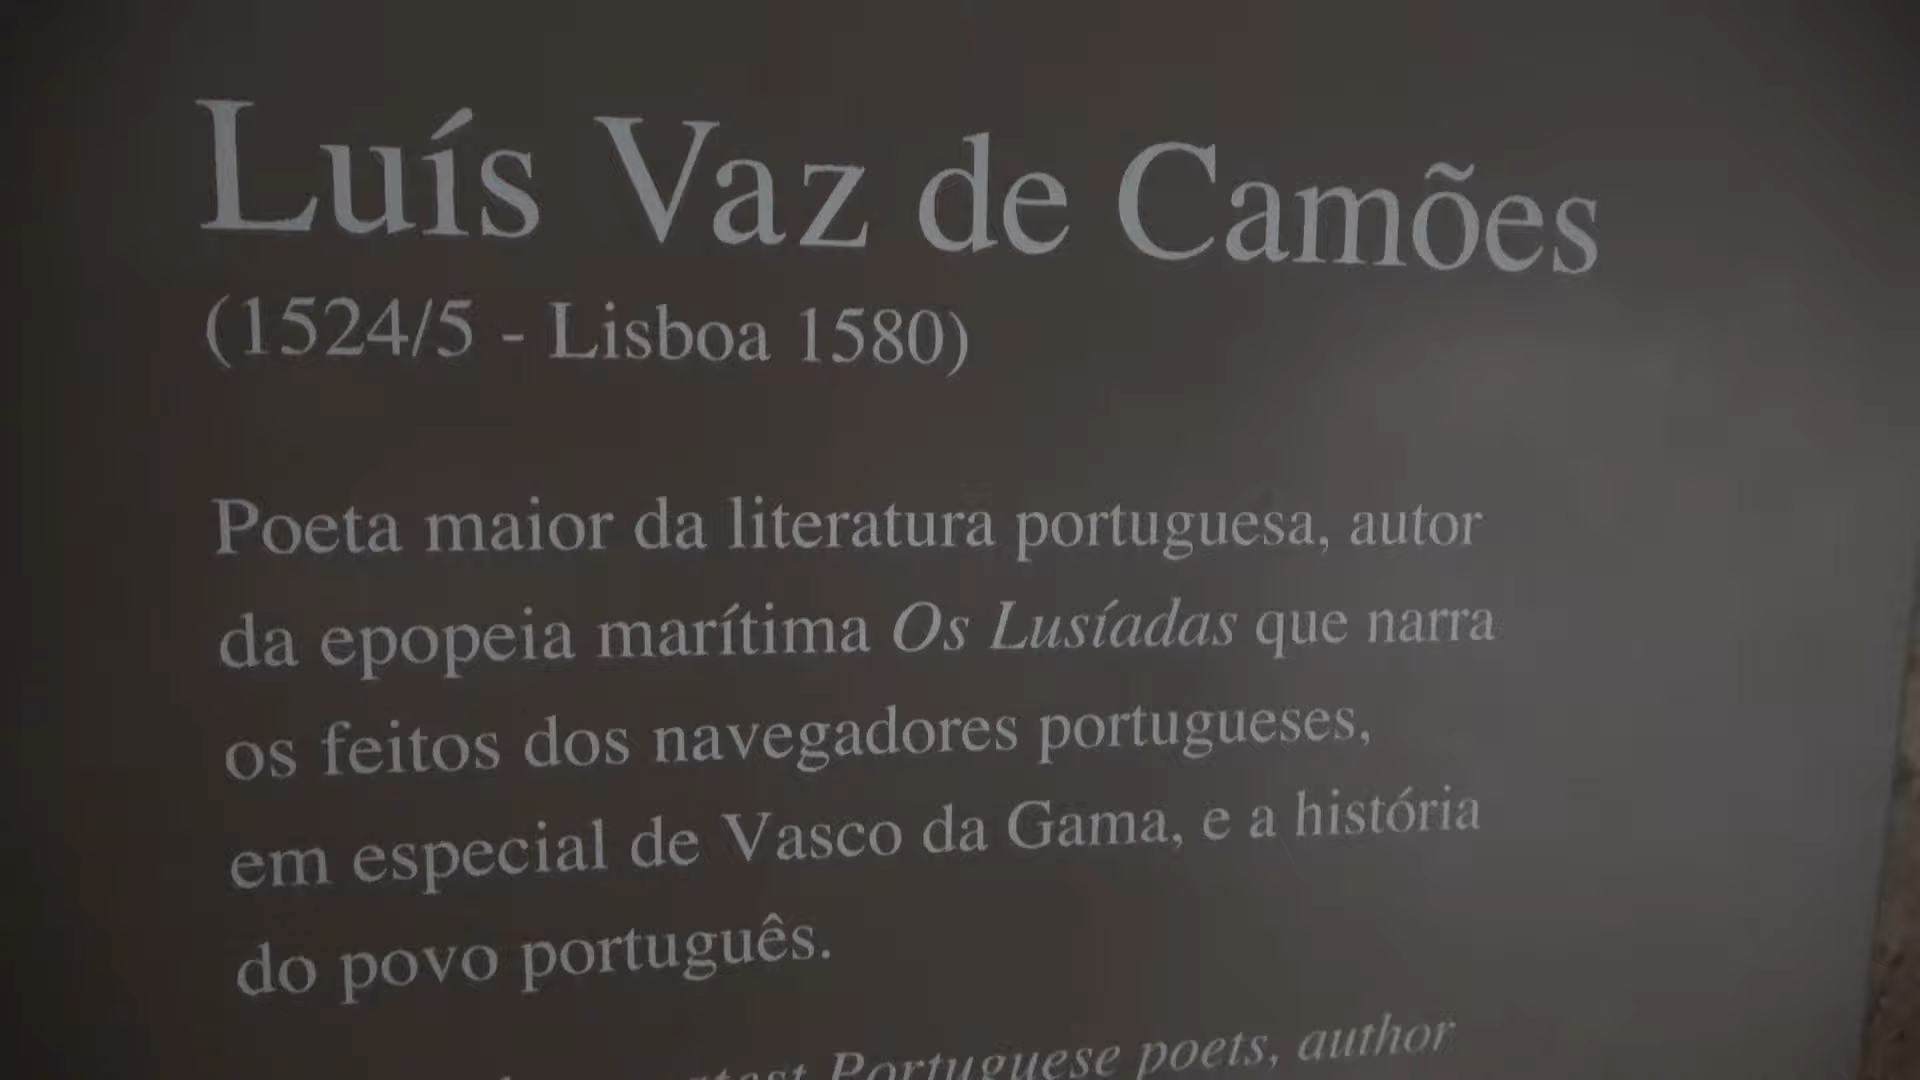 Luís Vaz de Camões
(1524/5 - Lisboa 1580)
Poeta maior da literatura portuguesa, autor
da epopeia marítima Os Lusíadas que narra
os feitos dos navegadores portugueses,
em especial de Vasco da Gama, e a história
do povo português.
Portuguese poets, author